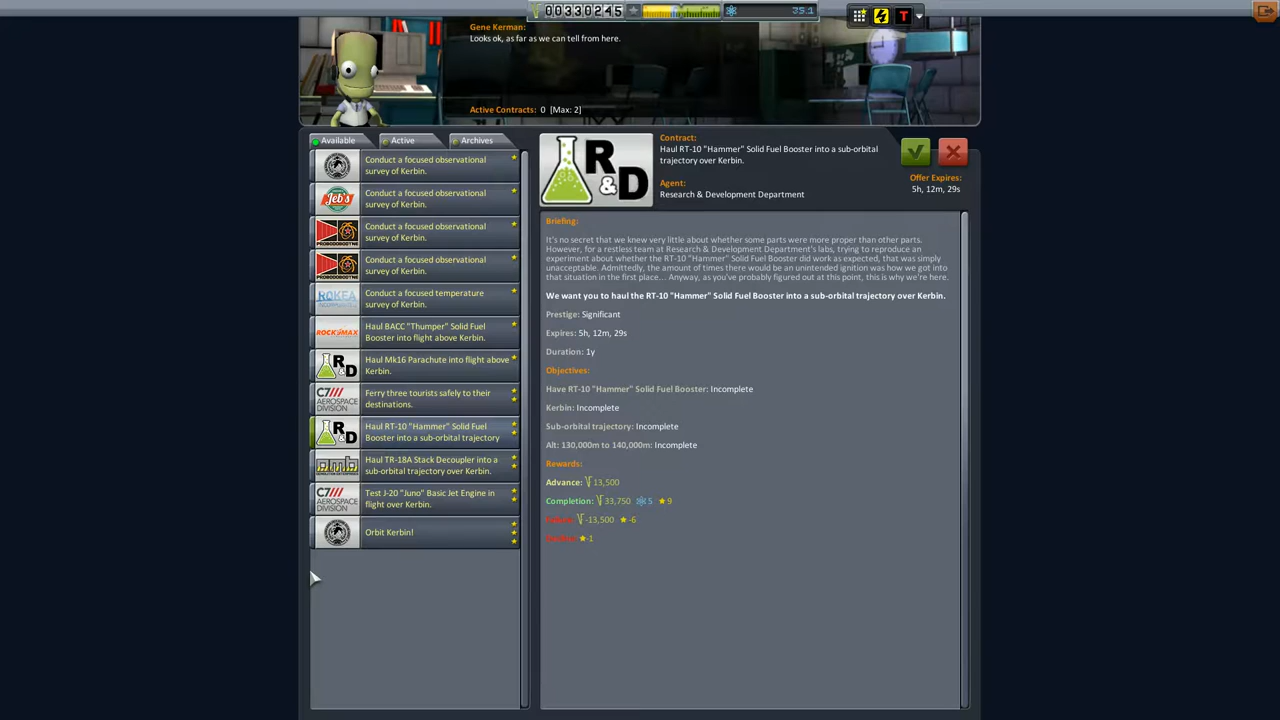 00330245
35.1
T
Gene Kerman:
Looks ok, as far as we can tell from here.
Active Contracts: 0 [Max: 2]
Available
Active
Archives
Conduct a focused observational
survey of Kerbin.
Jeb's
Conduct a focused observational
survey of Kerbin.
PROBODOBODYNE
Conduct a focused observational
survey of Kerbin.
PROBODOBODYNE
Conduct a focused observational
survey of Kerbin.
ROKEA
Conduct a focused temperature
survey of Kerbin.
ROCKOMAX
Haul BACC "Thumper" Solid Fuel
Booster into flight above Kerbin.
R&D
Haul Mk16 Parachute into flight above
Kerbin.
C7///
AEROSPACE
DIVISION
Ferry three tourists safely to their
destinations.
R&D
Haul RT-10 "Hammer" Solid Fuel
Booster into a sub-orbital trajectory
Haul TR-18A Stack Decoupler into a
sub-orbital trajectory over Kerbin.
C7///
AEROSPACE
DIVISION
Test J-20 "Juno" Basic Jet Engine in
flight over Kerbin.
Orbit Kerbin!
R&D
Contract:
Haul RT-10 "Hammer" Solid Fuel Booster into a sub-orbital
trajectory over Kerbin.
Agent:
Research & Development Department
Offer Expires:
5h, 12m, 29s
Briefing:
It's no secret that we knew very little about whether some parts were more proper than other parts.
However, for a restless team at Research & Development Department's labs, trying to reproduce an
experiment about whether the RT-10 "Hammer" Solid Fuel Booster did work as expected, that was simply
unacceptable. Admittedly, the amount of times there would be an unintended ignition was how we got into
that situation in the first place... Anyway, as you've probably figured out at this point, this is why we're here.
We want you to haul the RT-10 "Hammer" Solid Fuel Booster into a sub-orbital trajectory over Kerbin.
Prestige: Significant
Expires: 5h, 12m, 29s
Duration: 1y
Objectives:
Have RT-10 "Hammer" Solid Fuel Booster: Incomplete
Kerbin: Incomplete
Sub-orbital trajectory: Incomplete
Alt: 130,000m to 140,000m: Incomplete
Rewards:
Advance: 13,500
Completion: 33,750 5 9
-13,500 -6
-1